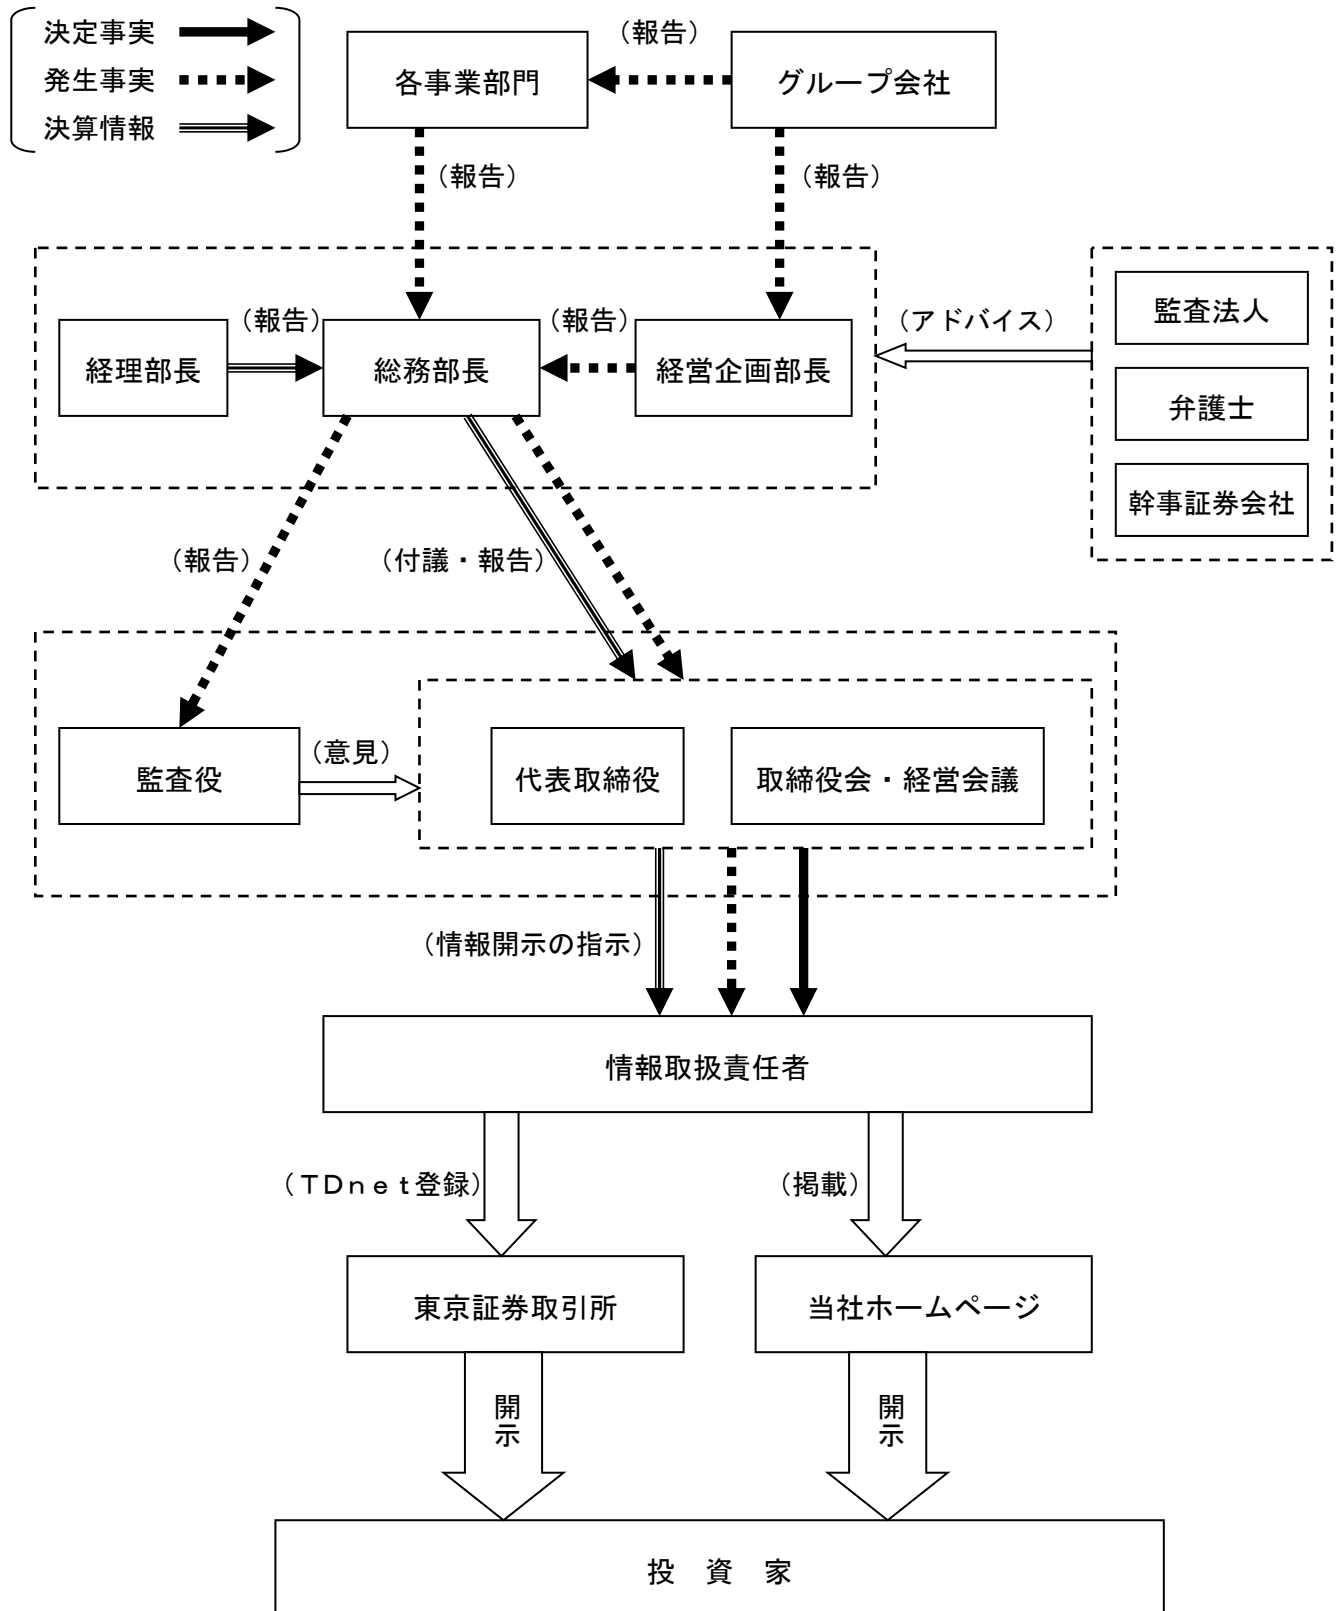 決定事実
発生事実
決算情報
各事業部門
（報告）
グループ会社
（報告）
（報告）
経理部長
（報告）
総務部長
（報告）
経営企画部長
（アドバイス）
監査法人
弁護士
幹事証券会社
（報告）
（付議・報告）
監査役
（意見）
代表取締役
取締役会・経営会議
（情報開示の指示）
情報取扱責任者
（ＴＤｎｅｔ登録）
（掲載）
東京証券取引所
当社ホームページ
開示
開示
投　資　家